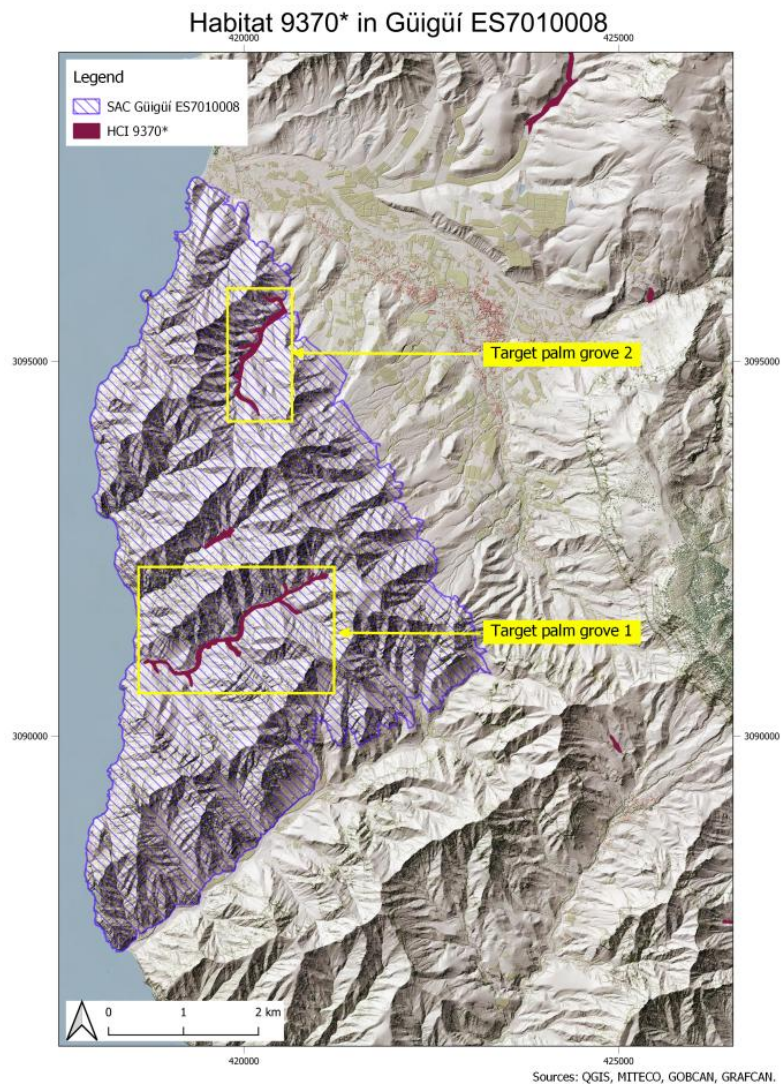 Habitat 9370* in Güigüí ES7010008
420000 425000
Legend
SAC Güigüí ES7010008
HCI 9370*
3095000 3095000
Target palm grove 2
Target palm grove 1
3090000 3090000
0 1 2 km
420000 425000
Sources: QGIS, MITECO, GOBCAN, GRAFCAN.